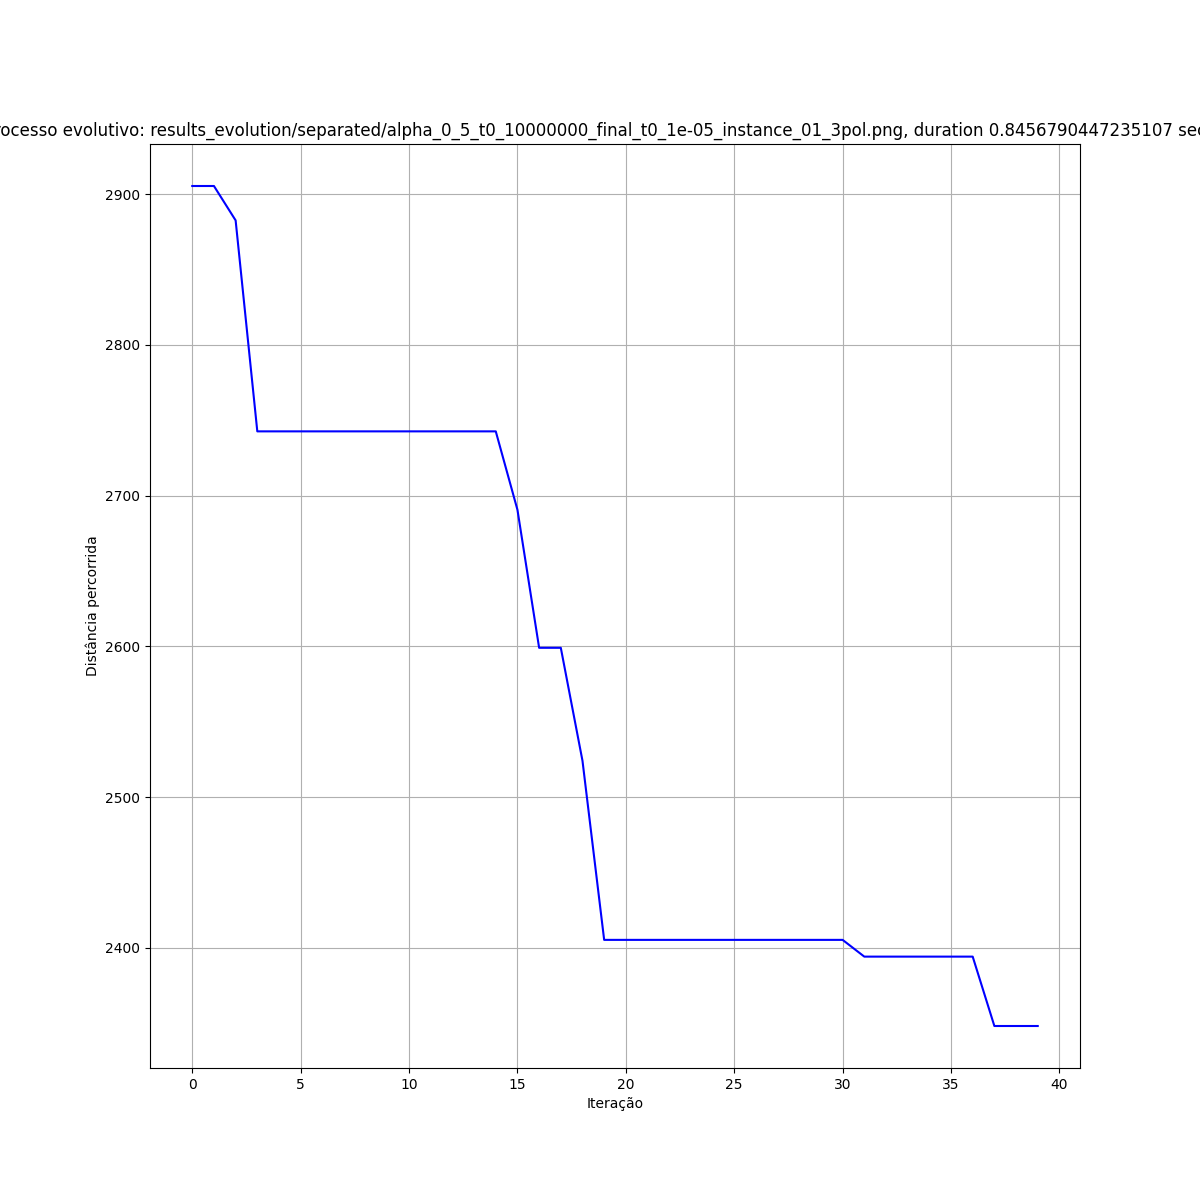 ocesso evolutivo: results_evolution/separated/alpha_0_5_t0_10000000_final_t0_1e-05_instance_01_3pol.png, duration 0.8456790447235107 sec
2900
2800
2700
2600
2500
2400
Distância percorrida
0 5 10 15 20 25 30 35 40
Iteração